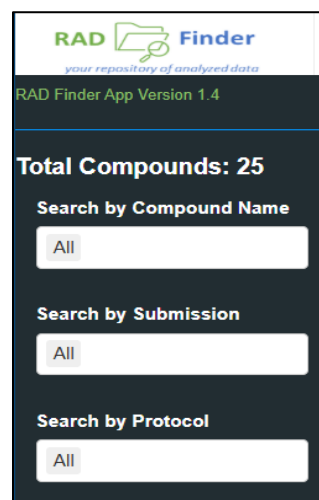 RAD Finder
your repository of analyzed data
RAD Finder App Version 1.4
Total Compounds: 25
Search by Compound Name
All
Search by Submission
All
Search by Protocol
All